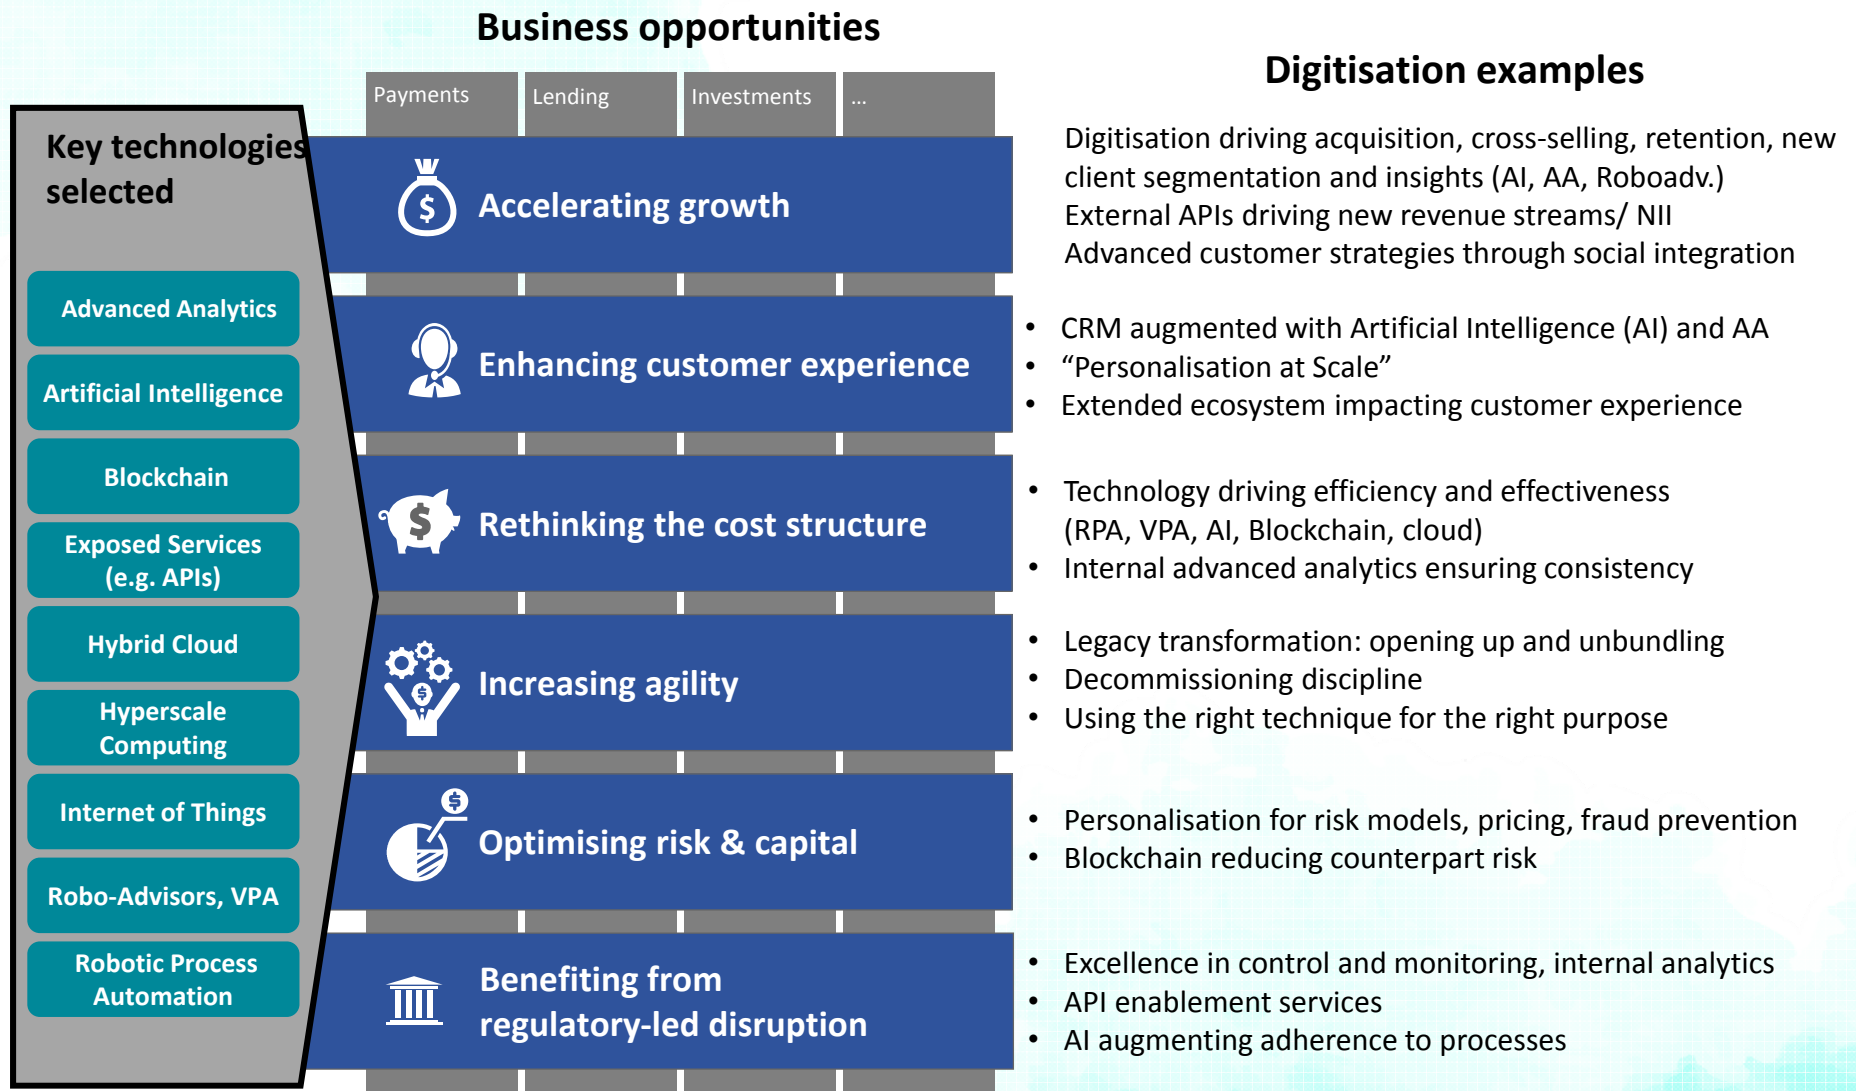 Business opportunities
Digitisation examples
Payments
Lending
Investments
...
Key technologies
selected
Advanced Analytics
Artificial Intelligence
Blockchain
Exposed Services
(e.g. APIs)
Hybrid Cloud
Hyperscale
Computing
Internet of Things
Robo-Advisors, VPA
Robotic Process
Automation
$
Accelerating growth
Digitisation driving acquisition, cross-selling, retention, new
client segmentation and insights (AI, AA, Roboadv.)
External APIs driving new revenue streams/ NII
Advanced customer strategies through social integration
Enhancing customer experience
• CRM augmented with Artificial Intelligence (AI) and AA
• “Personalisation at Scale”
• Extended ecosystem impacting customer experience
$
Rethinking the cost structure
• Technology driving efficiency and effectiveness
(RPA, VPA, AI, Blockchain, cloud)
• Internal advanced analytics ensuring consistency
$
Increasing agility
• Legacy transformation: opening up and unbundling
• Decommissioning discipline
• Using the right technique for the right purpose
$
Optimising risk & capital
• Personalisation for risk models, pricing, fraud prevention
• Blockchain reducing counterpart risk
Benefiting from
regulatory-led disruption
• Excellence in control and monitoring, internal analytics
• API enablement services
• AI augmenting adherence to processes